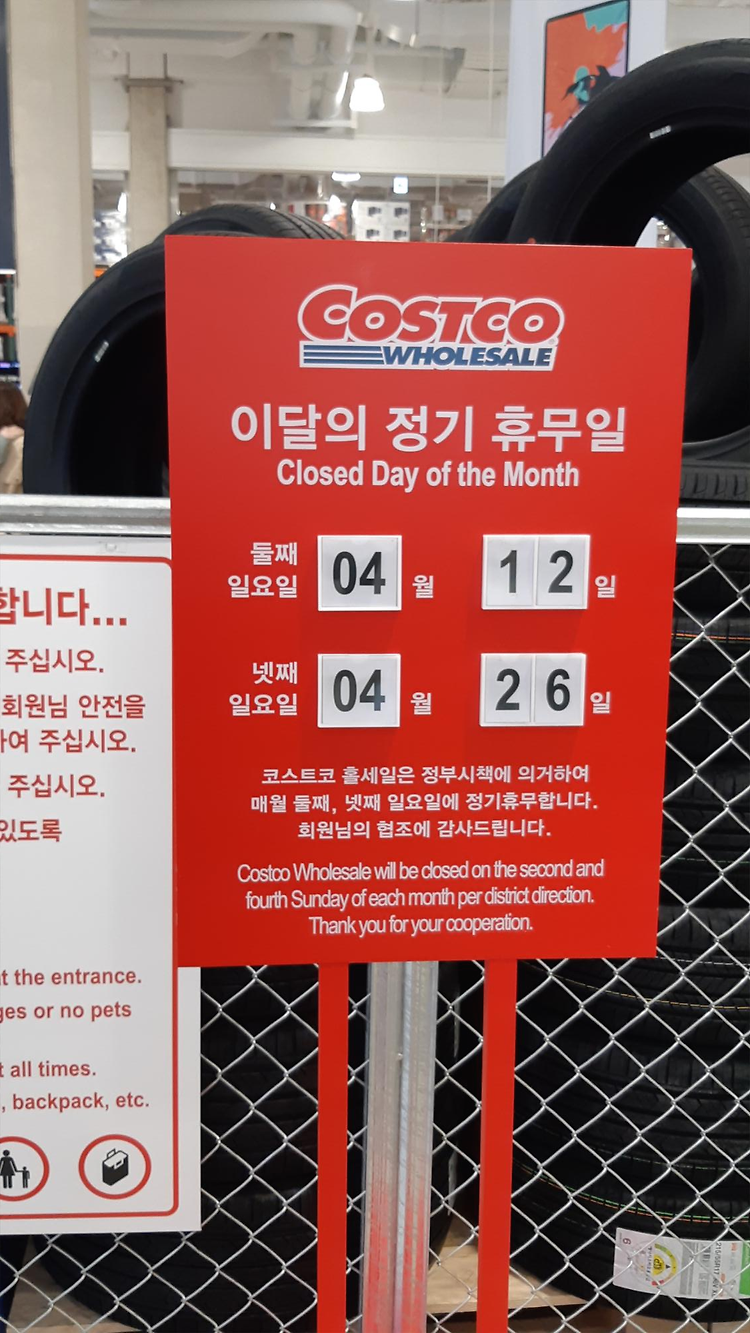 COSTCO
WHOLESALE
이달의 정기 휴무일
Closed Day of the Month
둘째
일요일 04 월 12 일
넷째
일요일 04 월 26 일
코스트코 홀세일은 정부시책에 의거하여
매월 둘째, 넷째 일요일에 정기휴무합니다.
회원님의 협조에 감사드립니다.
Costco Wholesale will be closed on the second and
fourth Sunday of each month per district direction.
Thank you for your cooperation.
합니다...
주십시오.
회원님 안전을
하여 주십시오.
주십시오.
있도록
at the entrance.
ges or no pets
t all times.
, backpack, etc.